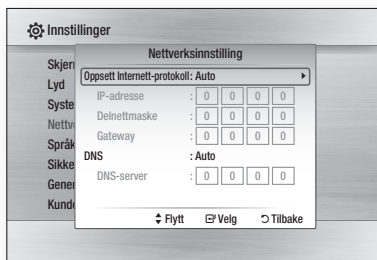 Innstillinger
Nettverksinnstilling
Skjer
Lyd
Syste
Nettv
Språk
Sikke
Gene
Kund
Oppsett Internett-protokoll: Auto
IP-adresse : 0 0 0 0
Delnettmaske : 0 0 0 0
Gateway : 0 0 0 0
DNS : Auto
DNS-server : 0 0 0 0
Flytt Velg Tilbake